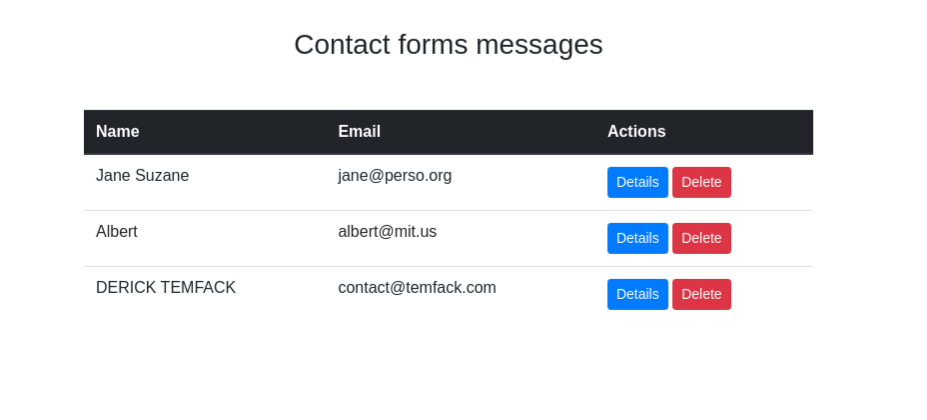 Contact forms messages
Name Email Actions
Jane Suzane jane@perso.org Details Delete
Albert albert@mit.us Details Delete
DERICK TEMFACK contact@temfack.com Details Delete